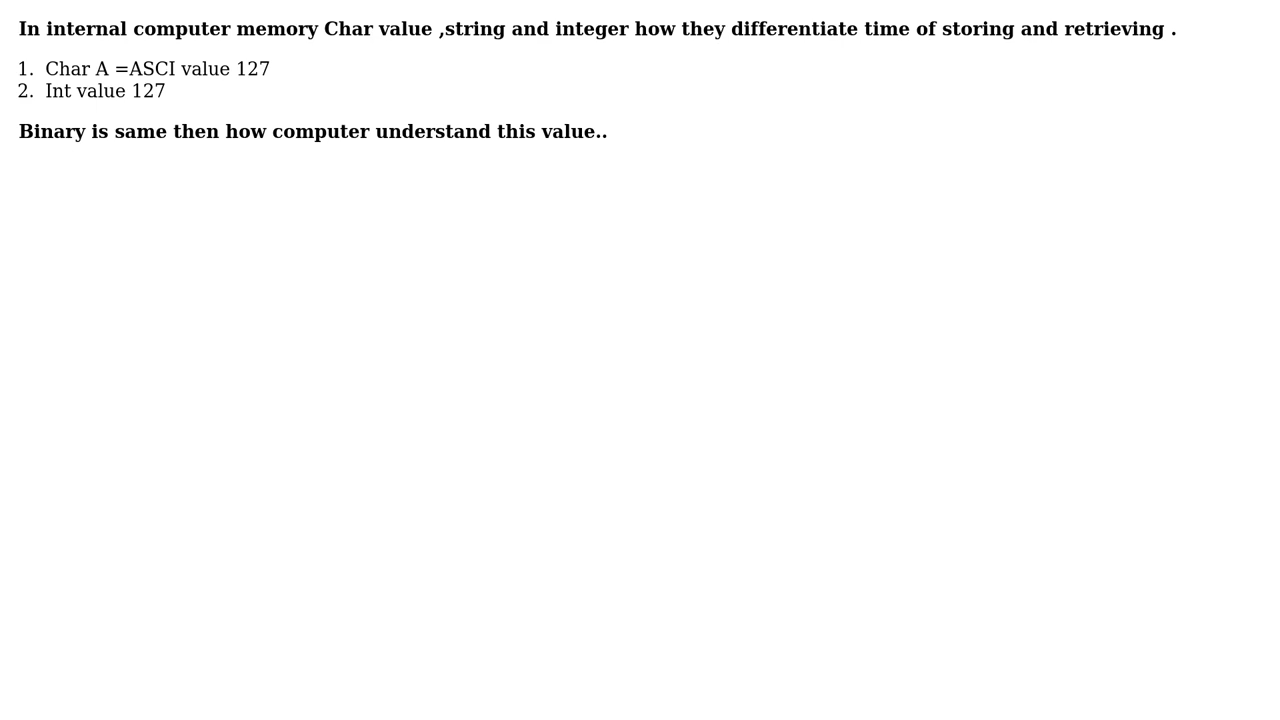 In internal computer memory Char value ,string and integer how they differentiate time of storing and retrieving .
1. Char A =ASCI value 127
2. Int value 127
Binary is same then how computer understand this value..